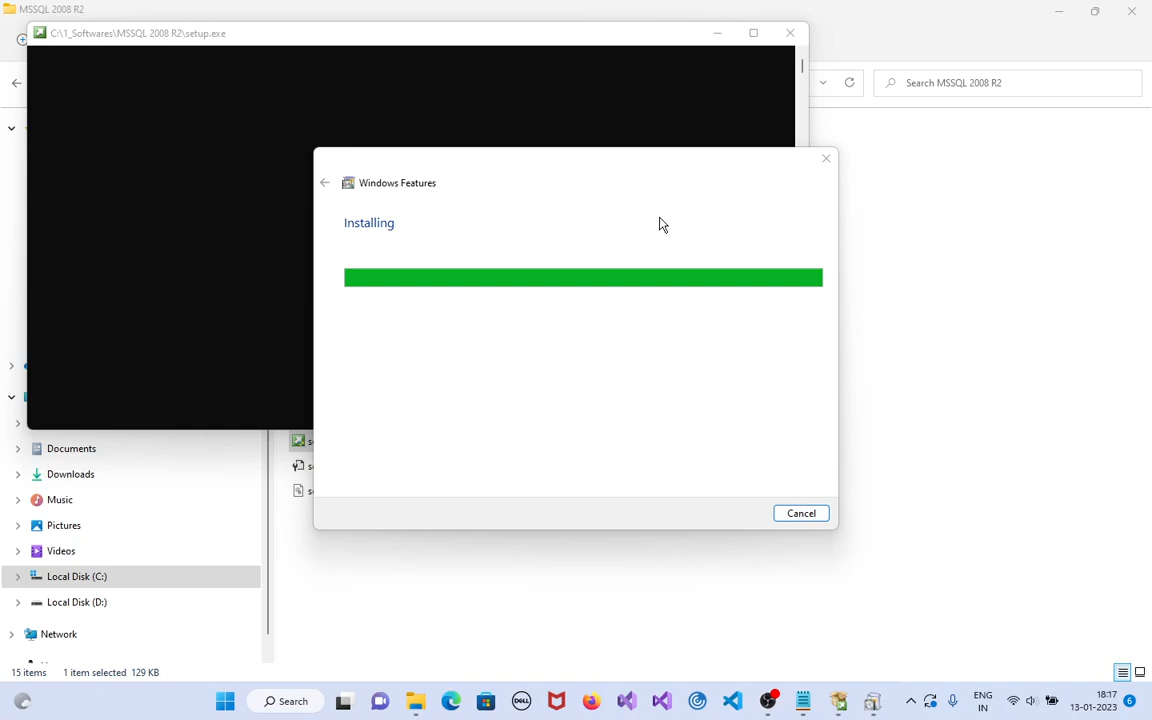 MSSQL 2008 R2
C:\1_Softwares\MSSQL 2008 R2\setup.exe
Search MSSQL 2008 R2
Windows Features
Installing
Documents
Downloads
Music
Pictures
Videos
Local Disk (C:)
Local Disk (D:)
Network
Cancel
15 items 1 item selected 129 KB
Search
DELL
ENG
IN
18:17
13-01-2023
6